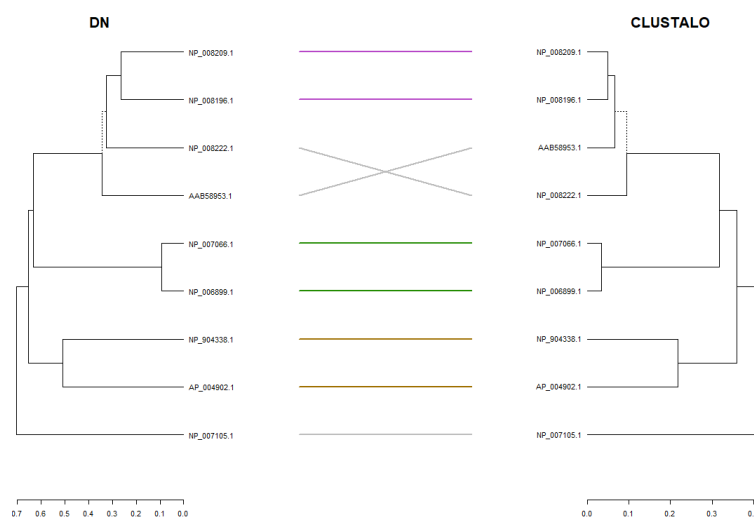 DN
CLUSTALO
NP_008209.1
NP_008209.1
NP_008196.1
NP_008196.1
NP_008222.1
AAB58953.1
AAB58953.1
NP_008222.1
NP_007066.1
NP_007066.1
NP_006899.1
NP_006899.1
NP_904338.1
NP_904338.1
AP_004902.1
AP_004902.1
NP_007105.1
NP_007105.1
0.7 0.6 0.5 0.4 0.3 0.2 0.1 0.0
0.0 0.1 0.2 0.3